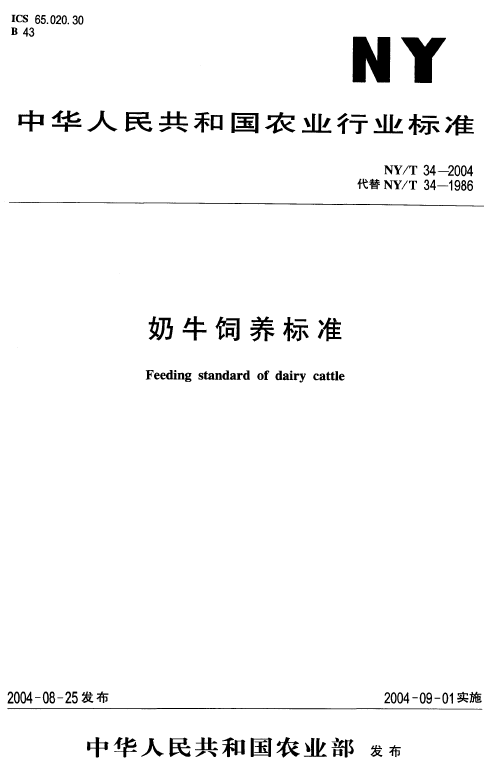 ICS 65.020.30
B 43
NY
中华人民共和国农业行业标准
NY/T 34—2004
代替 NY/T 34—1986
奶牛饲养标准
Feeding standard of dairy cattle
2004-08-25发布
2004-09-01实施
中华人民共和国农业部 发布